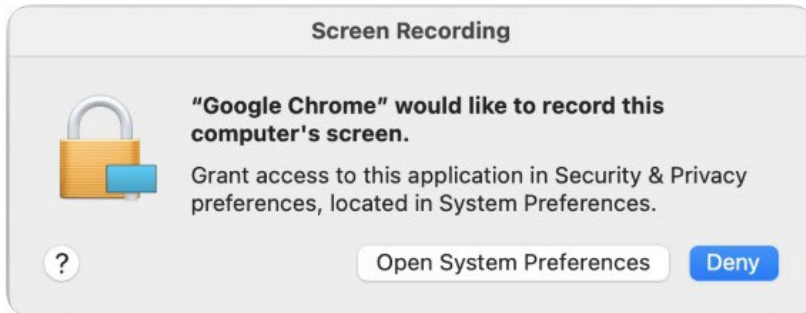 Screen Recording
“Google Chrome” would like to record this
computer's screen.
Grant access to this application in Security & Privacy
preferences, located in System Preferences.
?
Open System Preferences
Deny